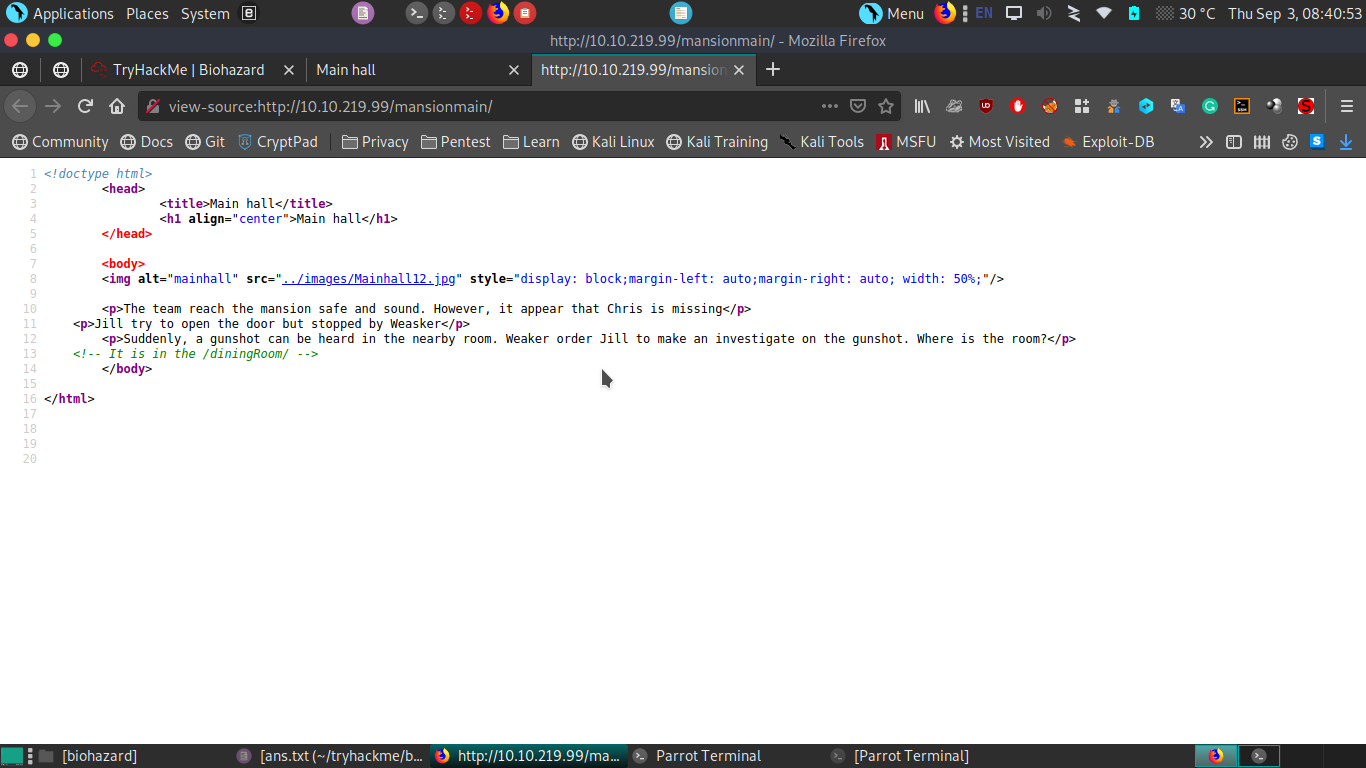 Applications Places System Menu EN 30 °C Thu Sep 3, 08:40:53
http://10.10.219.99/mansionmain/ - Mozilla Firefox
TryHackMe | Biohazard Main hall http://10.10.219.99/mansion
view-source:http://10.10.219.99/mansionmain/
Community Docs Git CryptPad Privacy Pentest Learn Kali Linux Kali Training Kali Tools MSFU Most Visited Exploit-DB
1 <!doctype html>
2 <head>
3 <title>Main hall</title>
4 <h1 align="center">Main hall</h1>
5 </head>
6
7 <body>
8 <img alt="mainhall" src="../images/Mainhall12.jpg" style="display: block;margin-left: auto;margin-right: auto; width: 50%;"/>
9
10 <p>The team reach the mansion safe and sound. However, it appear that Chris is missing</p>
11 <p>Jill try to open the door but stopped by Weasker</p>
12 <p>Suddenly, a gunshot can be heard in the nearby room. Weaker order Jill to make an investigate on the gunshot. Where is the room?</p>
13 <!-- It is in the /diningRoom/ -->
14 </body>
15
16 </html>
17
18
19
20
[biohazard] [ans.txt (~/tryhackme/b... http://10.10.219.99/ma... Parrot Terminal [Parrot Terminal]